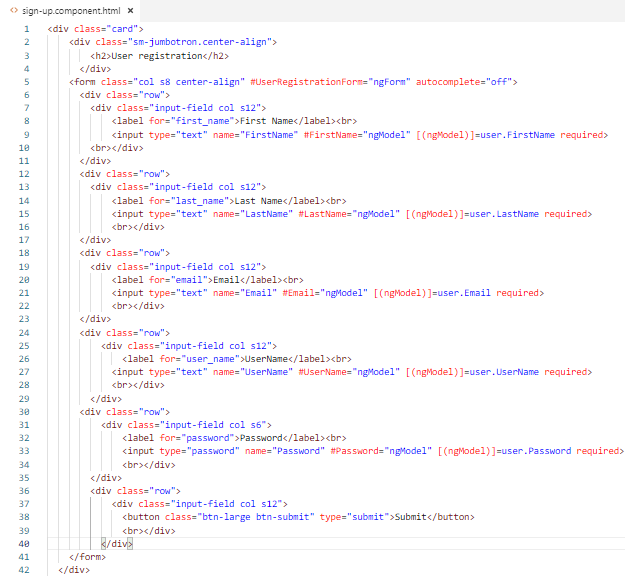 sign-up.component.html ×
1 <div class="card">
2 <div class="sm-jumbotron.center-align">
3 <h2>User registration</h2>
4 </div>
5 <form class="col s8 center-align" #UserRegistrationForm="ngForm" autocomplete="off">
6 <div class="row">
7 <div class="input-field col s12">
8 <label for="first_name">First Name</label><br>
9 <input type="text" name="FirstName" #FirstName="ngModel" [(ngModel)]=user.FirstName required>
10 <br></div>
11 </div>
12 <div class="row">
13 <div class="input-field col s12">
14 <label for="last_name">Last Name</label><br>
15 <input type="text" name="LastName" #LastName="ngModel" [(ngModel)]=user.LastName required>
16 <br></div>
17 </div>
18 <div class="row">
19 <div class="input-field col s12">
20 <label for="email">Email</label><br>
21 <input type="text" name="Email" #Email="ngModel" [(ngModel)]=user.Email required>
22 <br></div>
23 </div>
24 <div class="row">
25 <div class="input-field col s12">
26 <label for="user_name">UserName</label><br>
27 <input type="text" name="UserName" #UserName="ngModel" [(ngModel)]=user.UserName required>
28 <br></div>
29 </div>
30 <div class="row">
31 <div class="input-field col s6">
32 <label for="password">Password</label><br>
33 <input type="password" name="Password" #Password="ngModel" [(ngModel)]=user.Password required>
34 <br></div>
35 </div>
36 <div class="row">
37 <div class="input-field col s12">
38 <button class="btn-large btn-submit" type="submit">Submit</button>
39 <br></div>
40 </div>
41 </form>
42 </div>